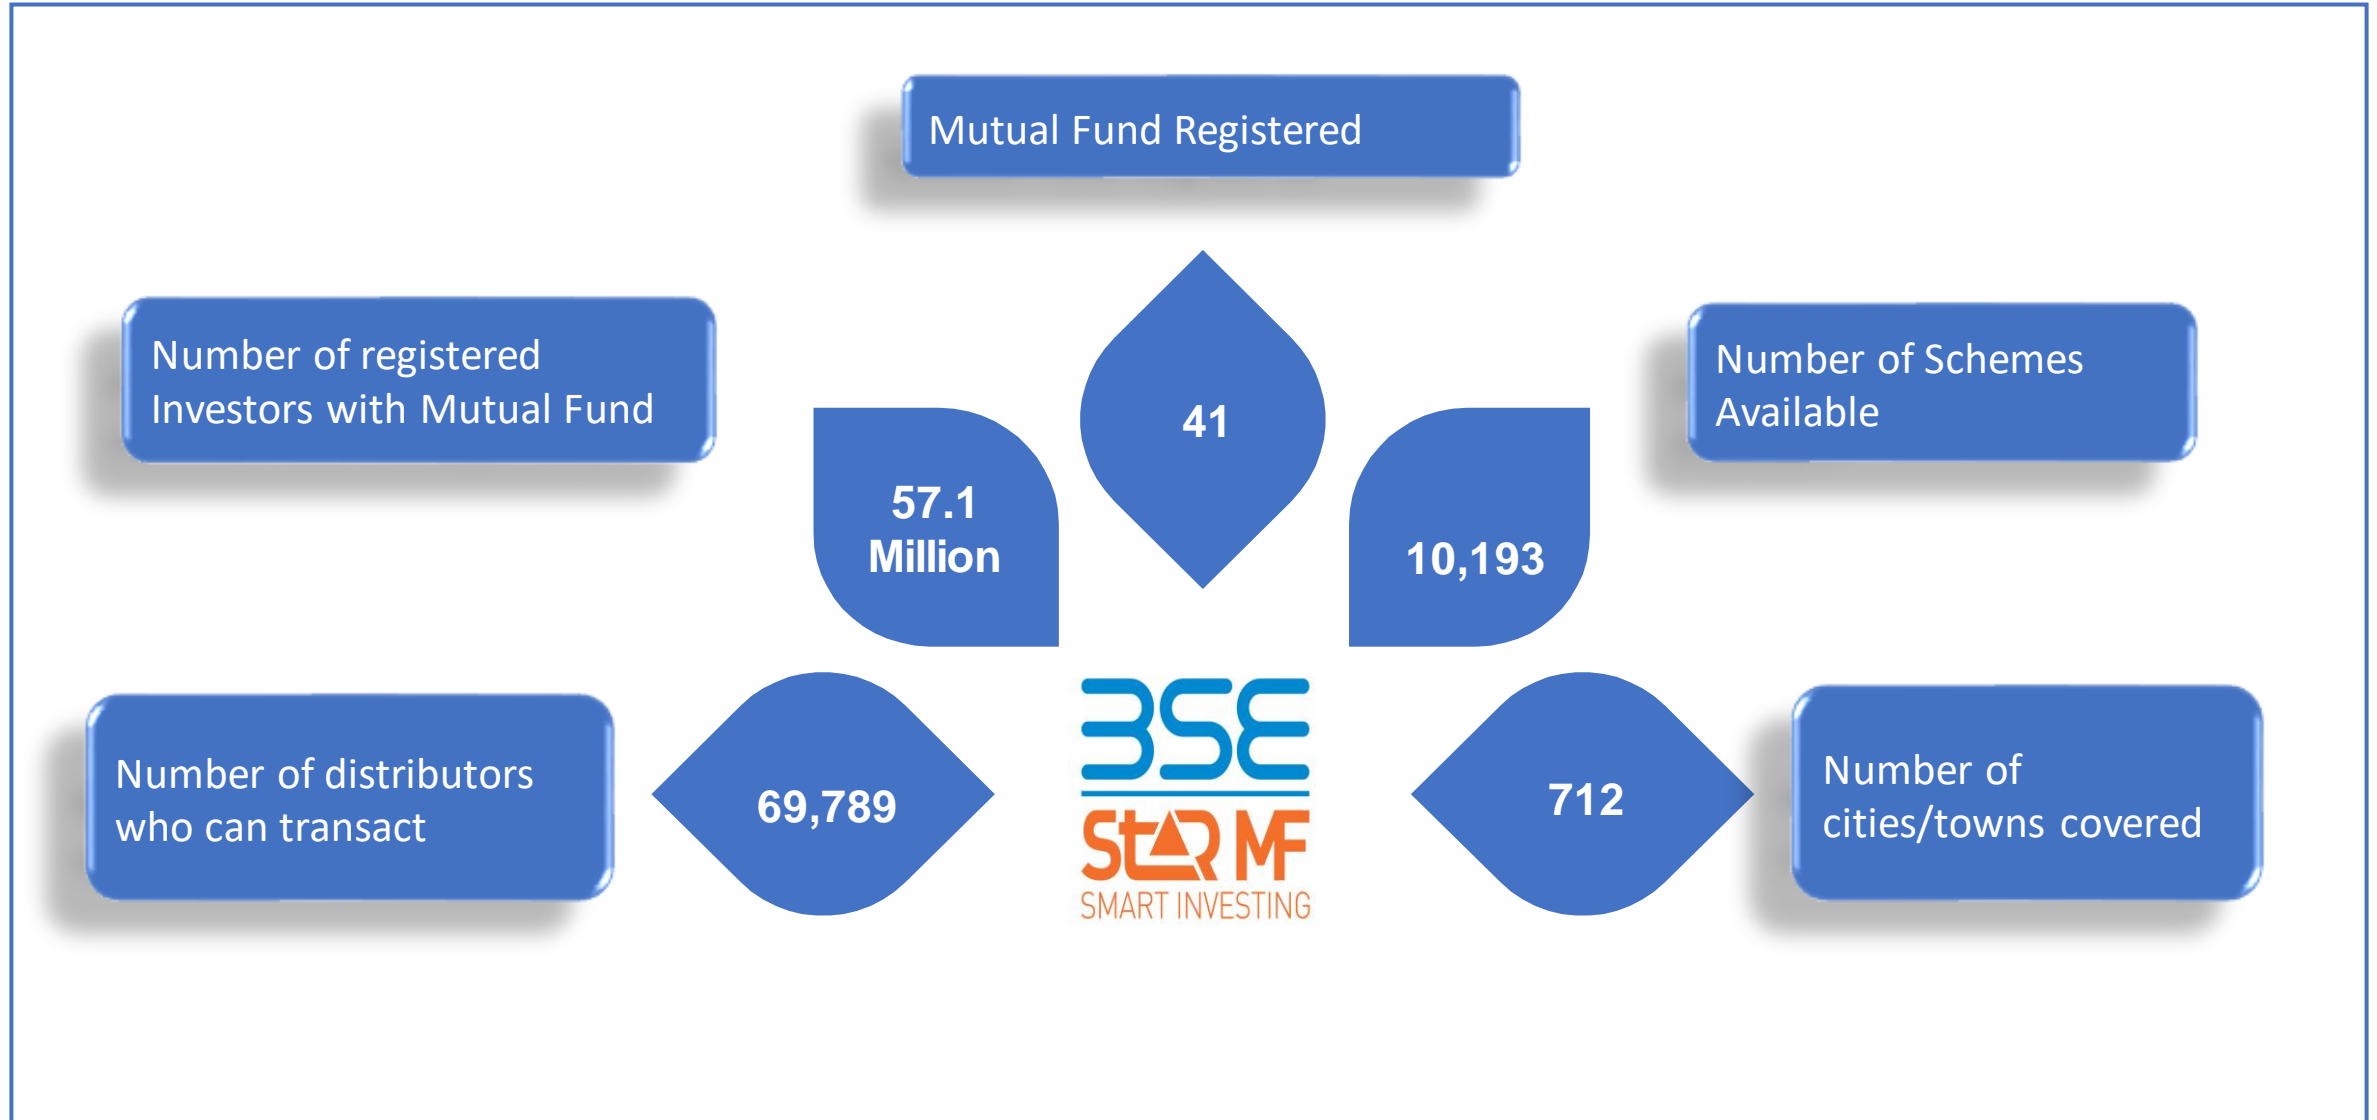 Mutual Fund Registered
Number of registered
Investors with Mutual Fund
Number of Schemes
Available
41
57.1
Million
10,193
Number of distributors
who can transact
69,789
BSE
StAR MF
SMART INVESTING
712
Number of
cities/towns covered